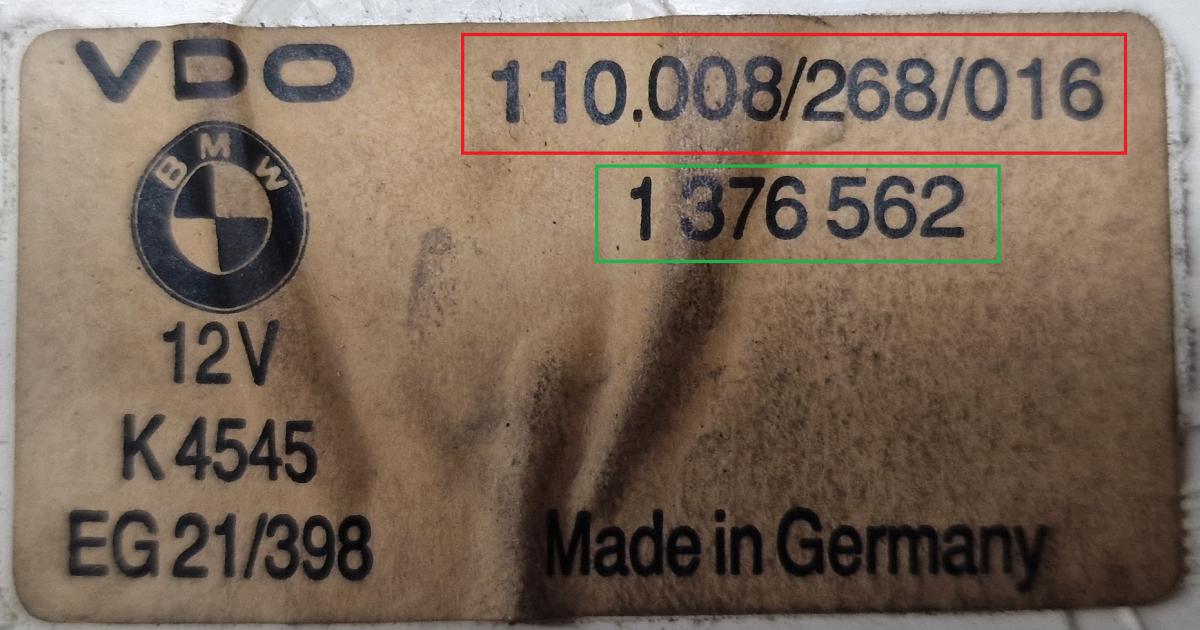 VDO
110.008/268/016
1 376 562
BMW
12V
K 4545
EG 21/398
Made in Germany